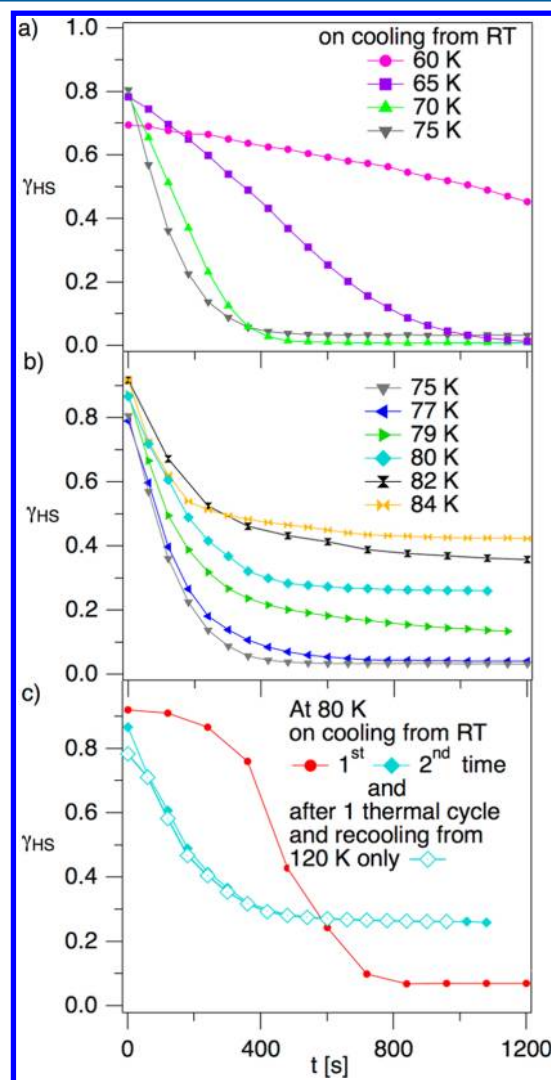 a)
on cooling from RT
60 K
65 K
70 K
75 K
1.0
0.8
0.6
γHS
0.4
0.2
0.0
b)
75 K
77 K
79 K
80 K
82 K
84 K
0.8
0.6
γHS
0.4
0.2
0.0
c)
At 80 K
on cooling from RT
1st 2nd time
and
after 1 thermal cycle
and recooling from
120 K only
0.8
0.6
γHS
0.4
0.2
0.0
0 400 800 1200
t [s]